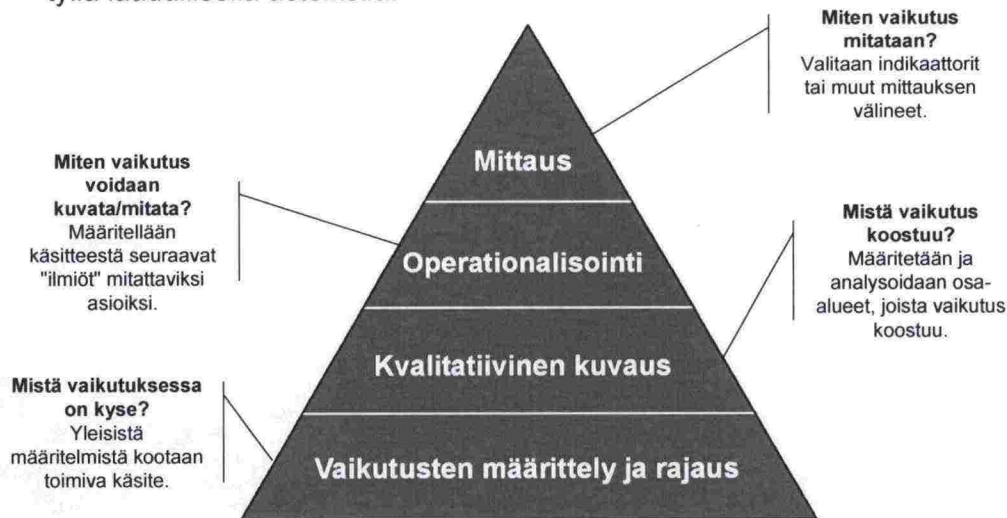 Miten vaikutus
mitataan?
Valitaan indikaattorit
tai muut mittauksen
välineet.
Mittaus
Miten vaikutus
voidaan
kuvata/mitata?
Määritellään
käsitteestä seuraavat
"ilmiöt" mitattaviksi
asioiksi.
Operationalisointi
Mistä vaikutus
koostuu?
Määritetään ja
analysoidaan osa-
alueet, joista vaikutus
koostuu.
Kvalitatiivinen kuvaus
Mistä vaikutuksessa
on kyse?
Yleisistä
määritelmistä kootaan
toimiva käsite.
Vaikutusten määrittely ja rajaus